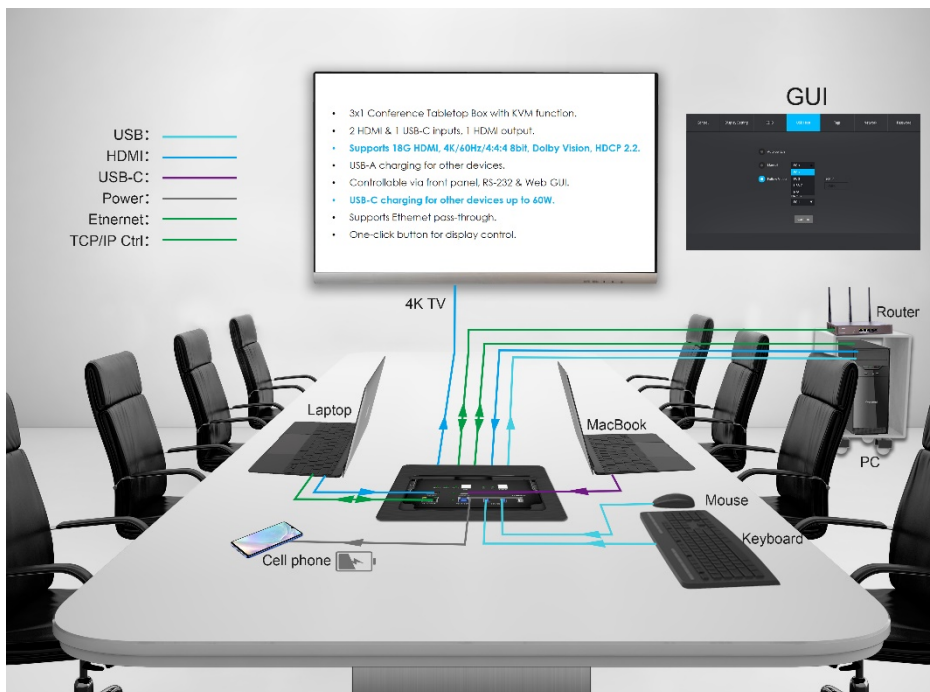 GUI
USB:
HDMI:
USB-C:
Power:
Ethernet:
TCP/IP Ctrl:
• 3x1 Conference Tabletop Box with KVM function.
• 2 HDMI & 1 USB-C inputs, 1 HDMI output.
• Supports 18G HDMI, 4K/60Hz/4:4:4 8bit, Dolby Vision, HDCP 2.2.
• USB-A charging for other devices.
• Controllable via front panel, RS-232 & Web GUI.
• USB-C charging for other devices up to 60W.
• Supports Ethernet pass-through.
• One-click button for display control.
4K TV
Router
Laptop
MacBook
PC
Mouse
Keyboard
Cell phone